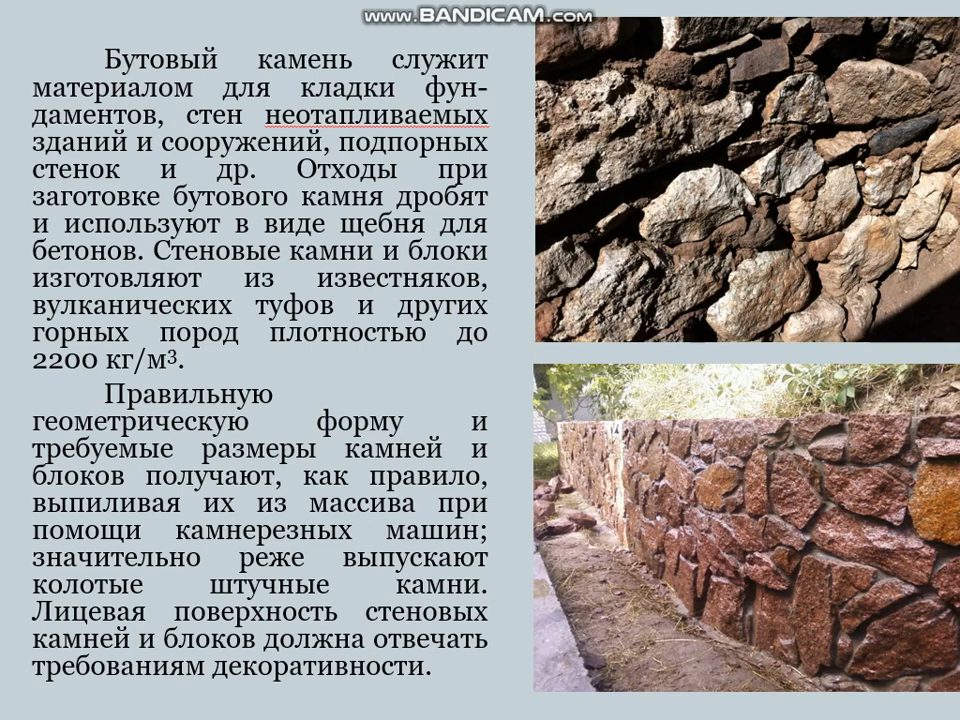 www.BANDICAM.com
Бутовый камень служит
материалом для кладки фун-
даментов, стен неотапливаемых
зданий и сооружений, подпорных
стенок и др. Отходы при
заготовке бутового камня дробят
и используют в виде щебня для
бетонов. Стеновые камни и блоки
изготовляют из известняков,
вулканических туфов и других
горных пород плотностью до
2200 кг/м³.
Правильную
геометрическую форму и
требуемые размеры камней и
блоков получают, как правило,
выпиливая их из массива при
помощи камнерезных машин;
значительно реже выпускают
колотые штучные камни.
Лицевая поверхность стеновых
камней и блоков должна отвечать
требованиям декоративности.